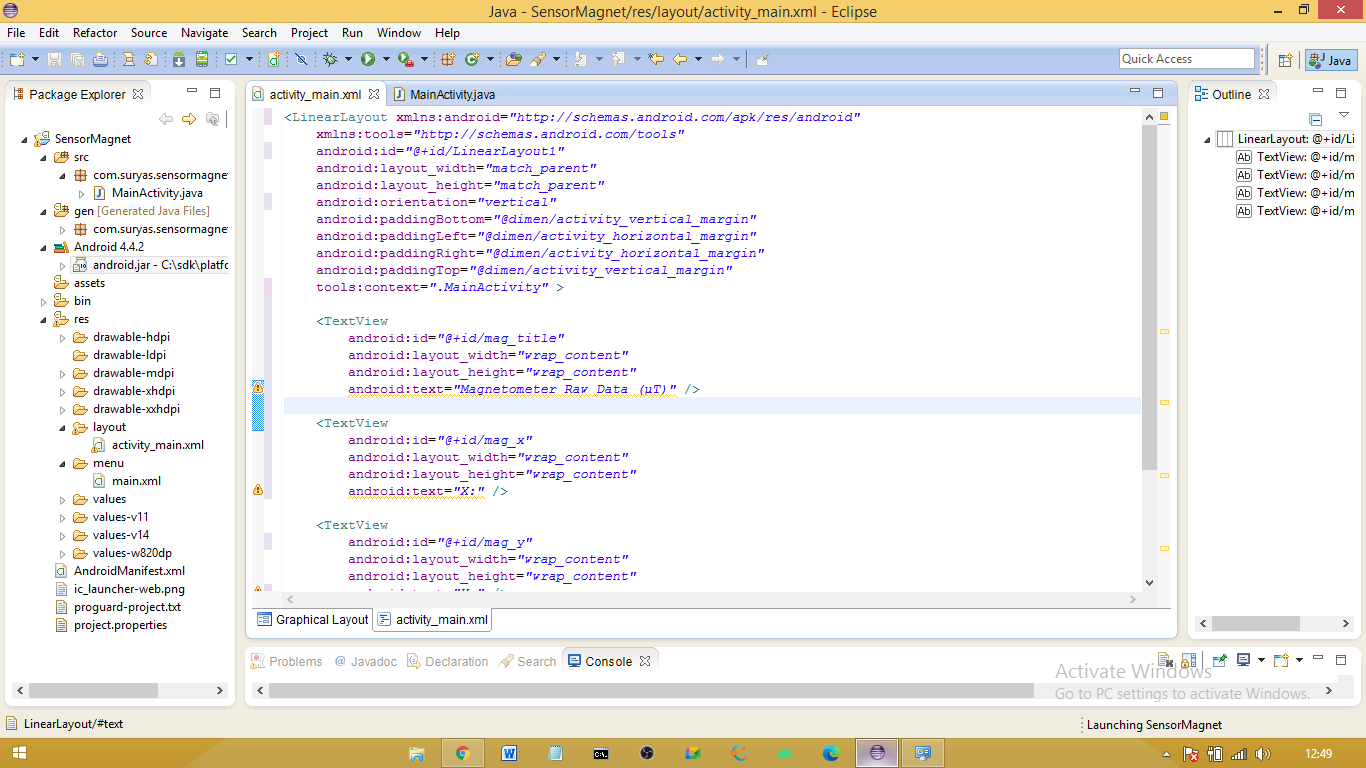 Java - SensorMagnet/res/layout/activity_main.xml - Eclipse
File Edit Refactor Source Navigate Search Project Run Window Help
Quick Access
Java
Package Explorer
SensorMagnet
src
com.suryas.sensormagne
MainActivity.java
gen [Generated Java Files]
com.suryas.sensormagne
Android 4.4.2
android.jar - C:\sdk\platfo
assets
bin
res
drawable-hdpi
drawable-ldpi
drawable-mdpi
drawable-xhdpi
drawable-xxhdpi
layout
activity_main.xml
menu
main.xml
values
values-v11
values-v14
values-w820dp
AndroidManifest.xml
ic_launcher-web.png
proguard-project.txt
project.properties
activity_main.xml MainActivity.java
<LinearLayout xmlns:android="http://schemas.android.com/apk/res/android"
xmlns:tools="http://schemas.android.com/tools"
android:id="@+id/LinearLayout1"
android:layout_width="match_parent"
android:layout_height="match_parent"
android:orientation="vertical"
android:paddingBottom="@dimen/activity_vertical_margin"
android:paddingLeft="@dimen/activity_horizontal_margin"
android:paddingRight="@dimen/activity_horizontal_margin"
android:paddingTop="@dimen/activity_vertical_margin"
tools:context=".MainActivity" >
<TextView
android:id="@+id/mag_title"
android:layout_width="wrap_content"
android:layout_height="wrap_content"
android:text="Magnetometer Raw Data (µT)" />
<TextView
android:id="@+id/mag_x"
android:layout_width="wrap_content"
android:layout_height="wrap_content"
android:text="X:" />
<TextView
android:id="@+id/mag_y"
android:layout_width="wrap_content"
android:layout_height="wrap_content"
Graphical Layout activity_main.xml
Outline
LinearLayout: @+id/Li
Ab TextView: @+id/m
Ab TextView: @+id/m
Ab TextView: @+id/m
Ab TextView: @+id/m
Problems @ Javadoc Declaration Search Console
Activate Windows
Go to PC settings to activate Windows.
LinearLayout/#text
Launching SensorMagnet
12:49